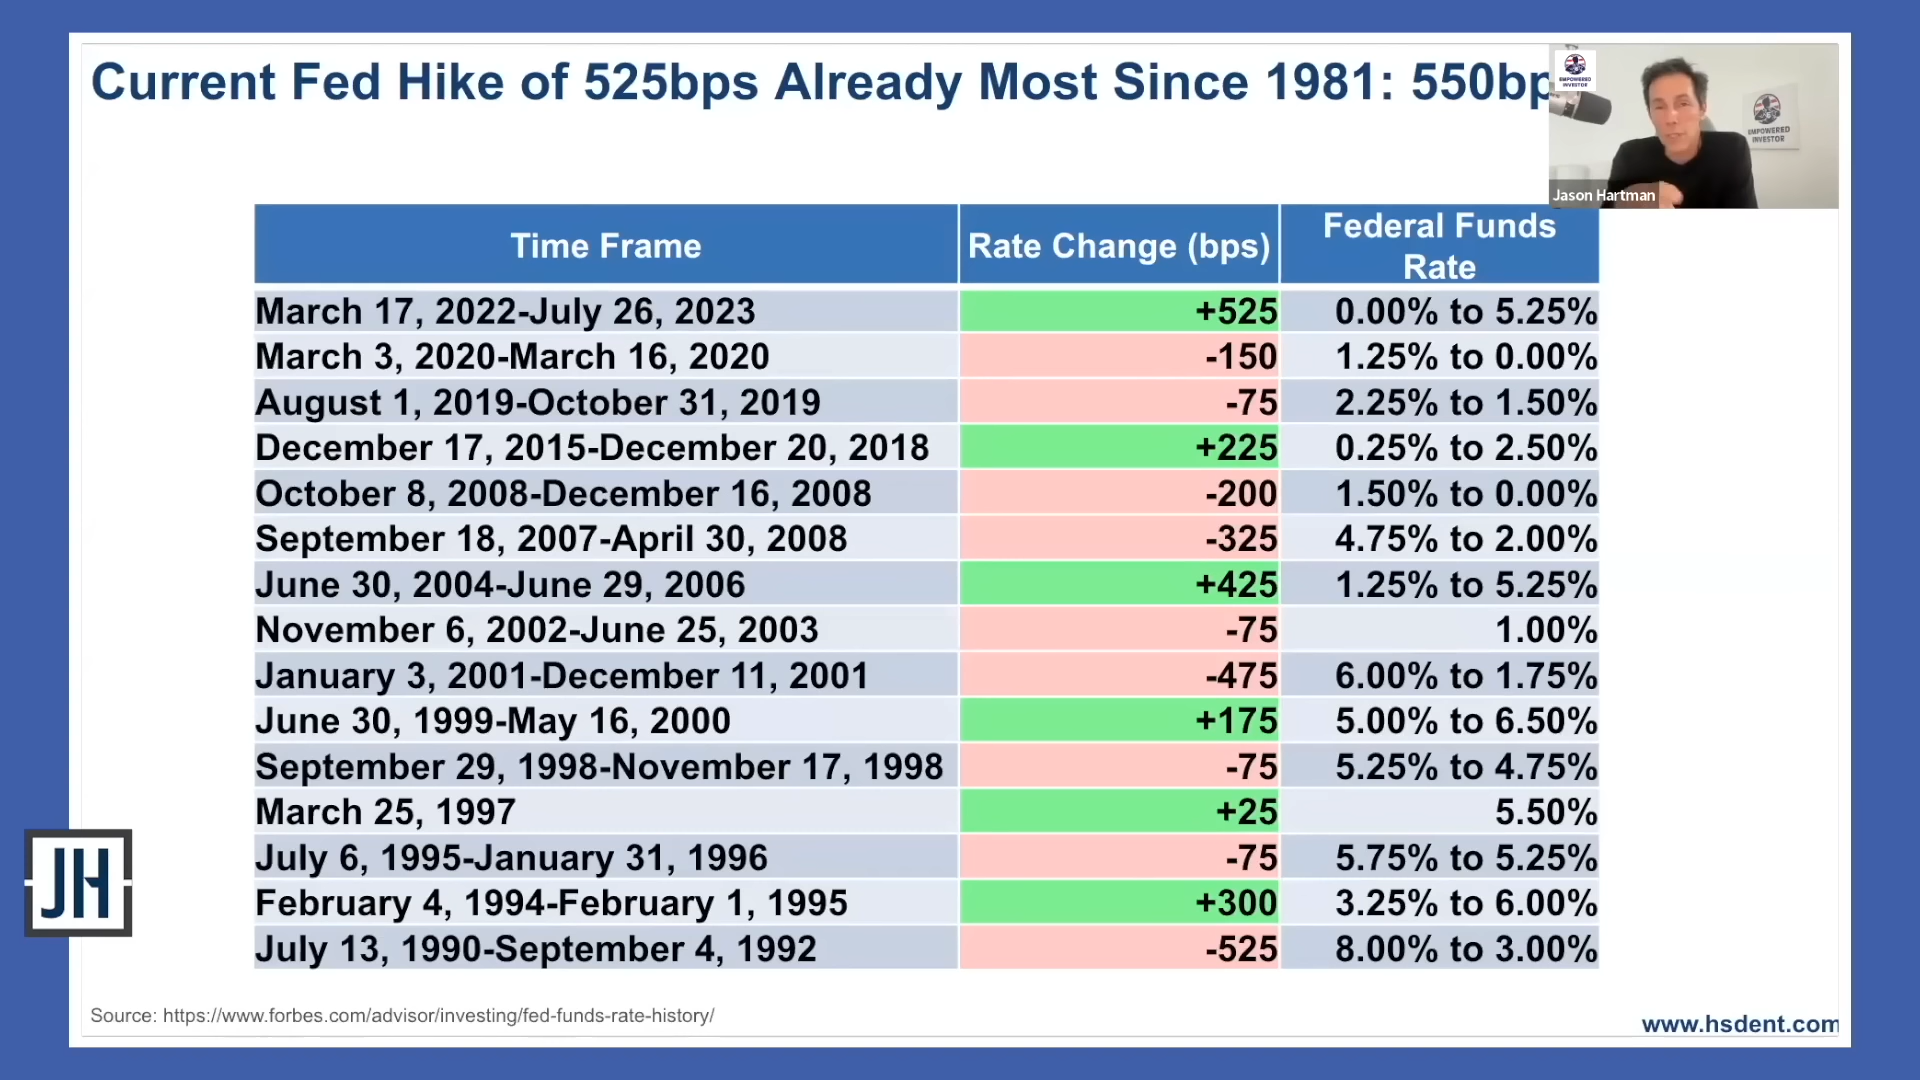 Current Fed Hike of 525bps Already Most Since 1981: 550bp
EMPOWERED
INVESTOR
EMPOWERED
INVESTOR
Jason Hartman
Time Frame Rate Change (bps) Federal Funds
Rate
March 17, 2022-July 26, 2023 +525 0.00% to 5.25%
March 3, 2020-March 16, 2020 -150 1.25% to 0.00%
August 1, 2019-October 31, 2019 -75 2.25% to 1.50%
December 17, 2015-December 20, 2018 +225 0.25% to 2.50%
October 8, 2008-December 16, 2008 -200 1.50% to 0.00%
September 18, 2007-April 30, 2008 -325 4.75% to 2.00%
June 30, 2004-June 29, 2006 +425 1.25% to 5.25%
November 6, 2002-June 25, 2003 -75 1.00%
January 3, 2001-December 11, 2001 -475 6.00% to 1.75%
June 30, 1999-May 16, 2000 +175 5.00% to 6.50%
September 29, 1998-November 17, 1998 -75 5.25% to 4.75%
March 25, 1997 +25 5.50%
July 6, 1995-January 31, 1996 -75 5.75% to 5.25%
February 4, 1994-February 1, 1995 +300 3.25% to 6.00%
July 13, 1990-September 4, 1992 -525 8.00% to 3.00%
JH
Source: https://www.forbes.com/advisor/investing/fed-funds-rate-history/
www.hsdent.com